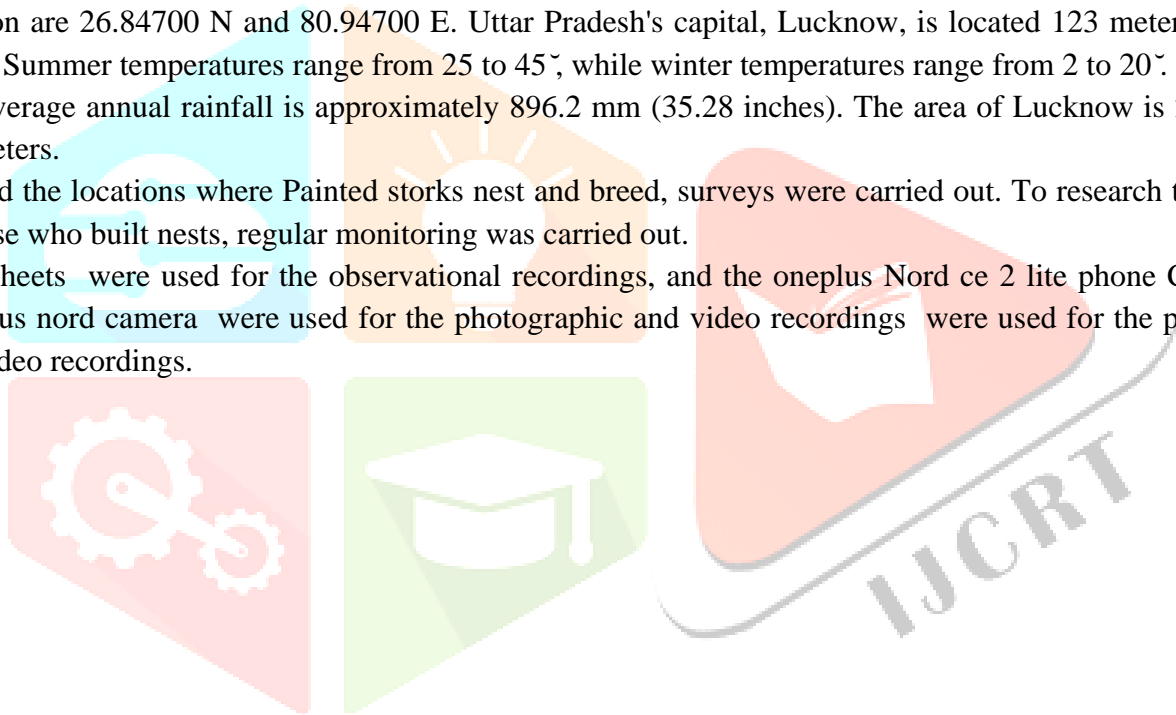 on are 26.84700 N and 80.94700 E. Uttar Pradesh's capital, Lucknow, is located 123 meter
Summer temperatures range from 25 to 45˘, while winter temperatures range from 2 to 20˘.
verage annual rainfall is approximately 896.2 mm (35.28 inches). The area of Lucknow is
eters.
d the locations where Painted storks nest and breed, surveys were carried out. To research t
se who built nests, regular monitoring was carried out.
heets were used for the observational recordings, and the oneplus Nord ce 2 lite phone C
us nord camera were used for the photographic and video recordings were used for the p
deo recordings.
IJCRT